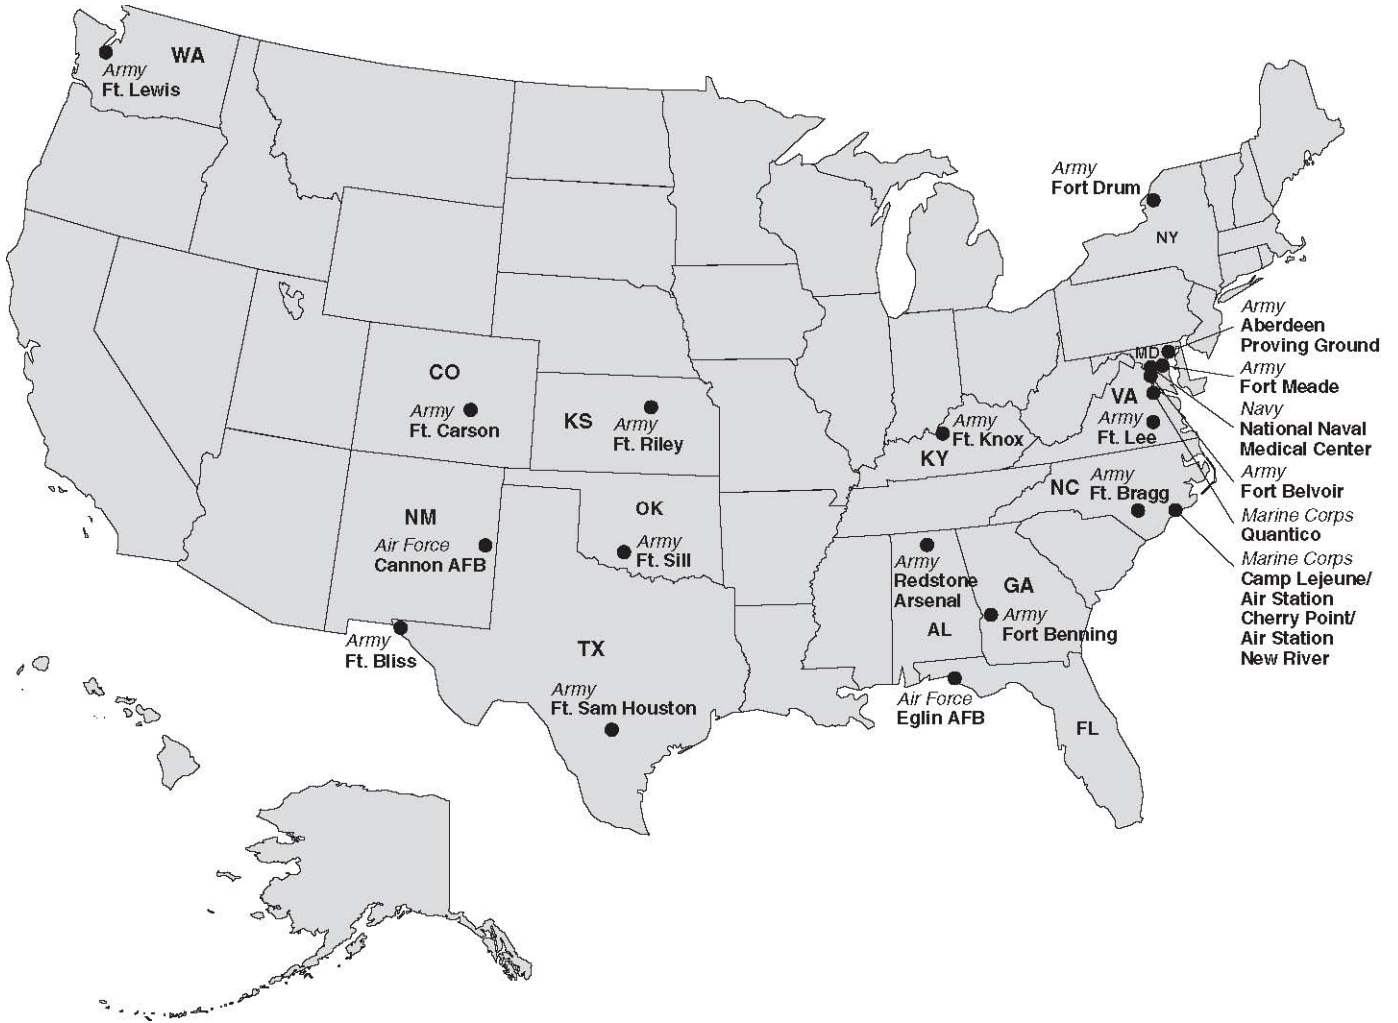 WA
Army
Ft. Lewis
Army
Fort Drum
NY
Army
Aberdeen
Proving Ground
MD
Army
Fort Meade
CO
Army
Ft. Carson
KS
Army
Ft. Riley
Army
Ft. Knox
KY
VA
Army
Ft. Lee
Navy
National Naval
Medical Center
Army
Fort Belvoir
Marine Corps
Quantico
NC
Army
Ft. Bragg
Marine Corps
Camp Lejeune/
Air Station
Cherry Point/
Air Station
New River
NM
Air Force
Cannon AFB
OK
Army
Ft. Sill
Army
Redstone
Arsenal
AL
GA
Army
Fort Benning
Army
Ft. Bliss
TX
Army
Ft. Sam Houston
Air Force
Eglin AFB
FL